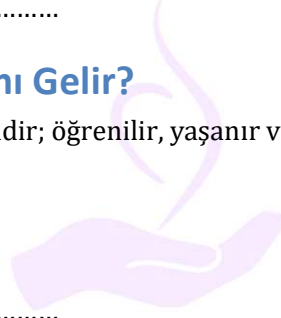 ………
nı Gelir?
dir; öğrenilir, yaşanır v
………